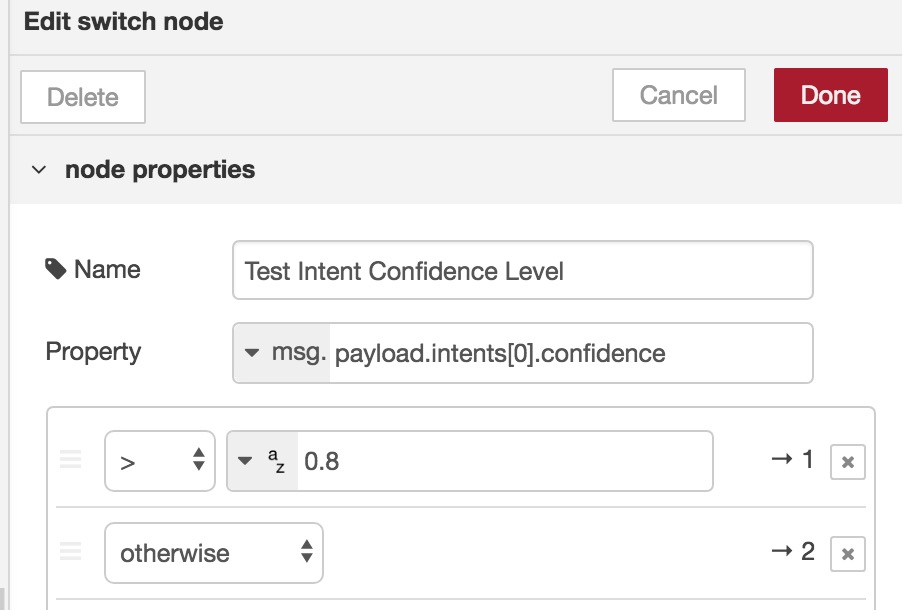 Edit switch node
Delete Cancel Done
node properties
Name Test Intent Confidence Level
Property msg. payload.intents[0].confidence
> a z 0.8 → 1 ×
otherwise → 2 ×